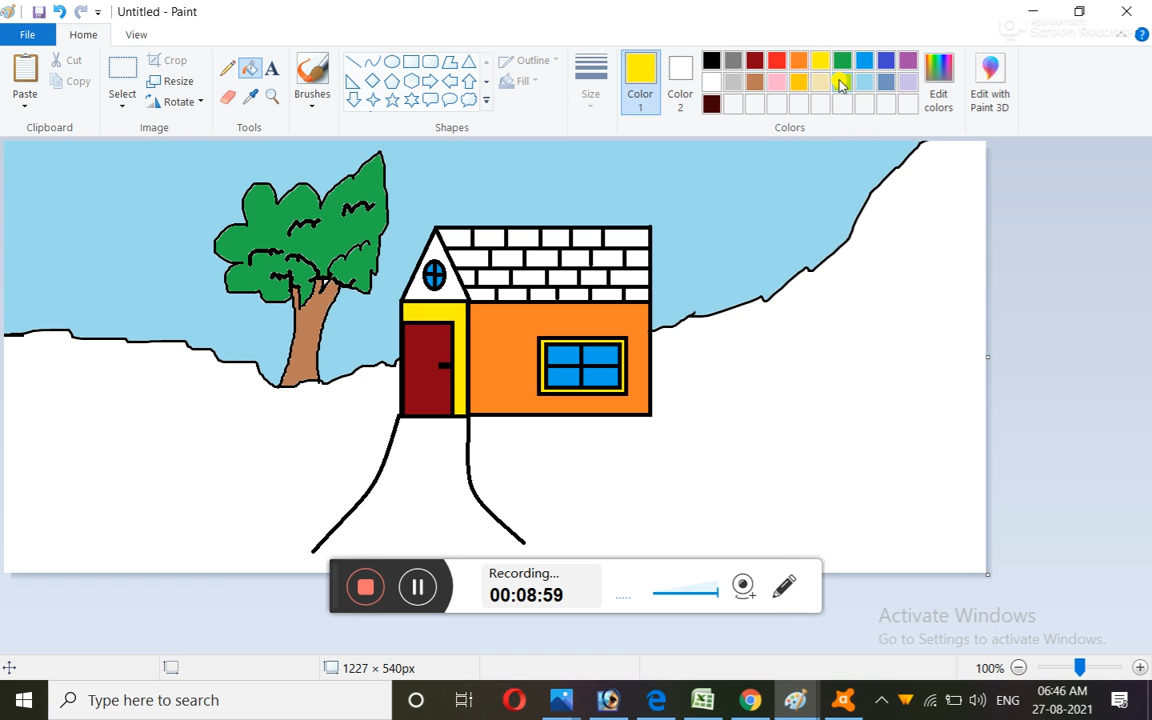 Untitled - Paint
File
Home
View
Paste
Cut
Copy
Clipboard
Select
Crop
Resize
Rotate
Image
Tools
Brushes
Shapes
Outline
Fill
Size
Color 1
Color 2
Edit colors
Colors
Edit with Paint 3D
Apowersoft
Screen Recorder
Recording...
00:08:59
Activate Windows
Go to Settings to activate Windows.
1227 × 540px
100%
Type here to search
ENG
06:46 AM
27-08-2021